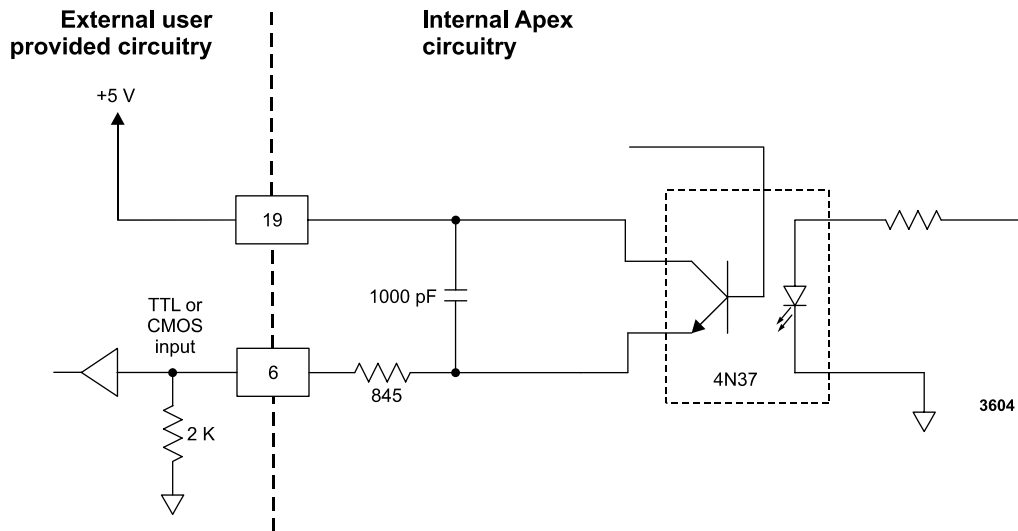 External user
provided circuitry
Internal Apex
circuitry
+5 V
19
1000 pF
TTL or
CMOS
input
6
845
2 K
4N37
3604